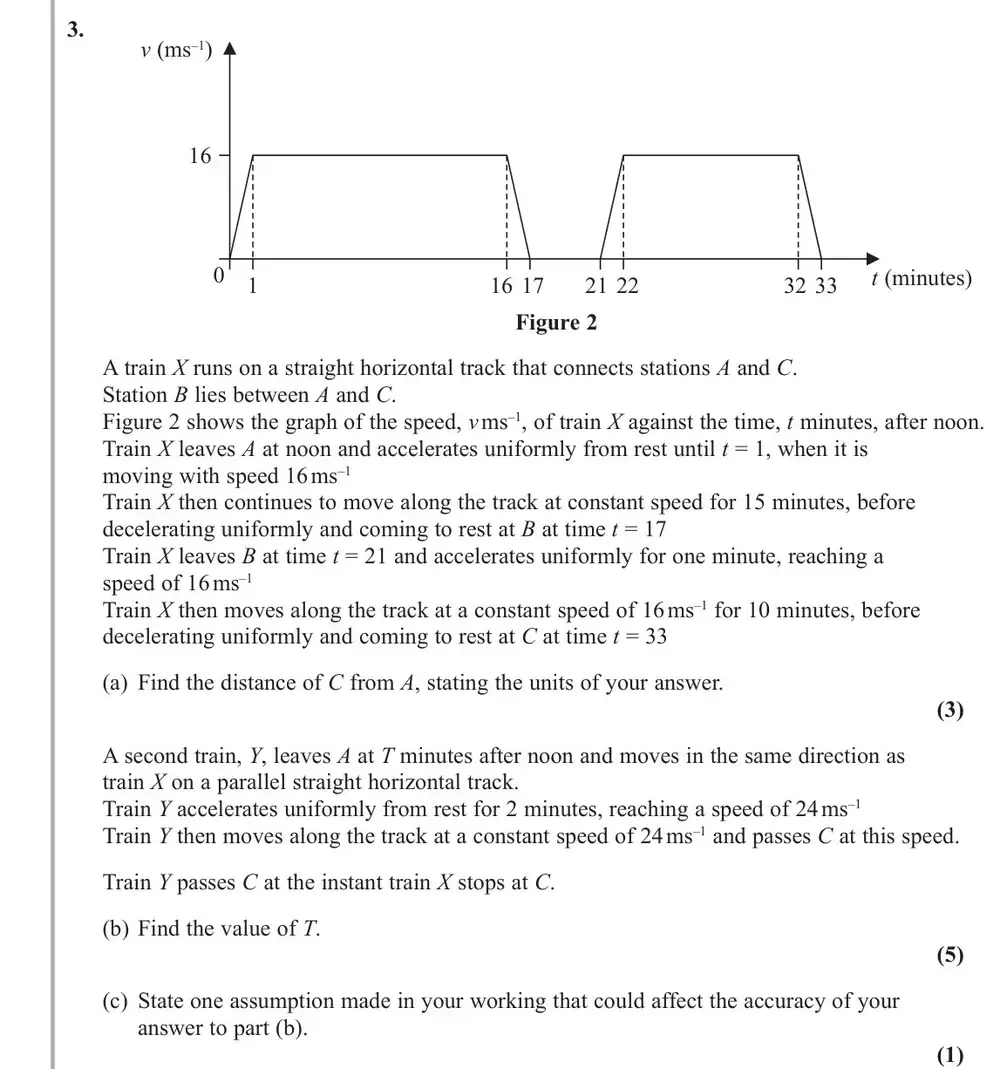 3.
v (ms⁻¹)
16
0
1
16 17
21 22
32 33
t (minutes)
Figure 2
A train X runs on a straight horizontal track that connects stations A and C.
Station B lies between A and C.
Figure 2 shows the graph of the speed, v ms⁻¹, of train X against the time, t minutes, after noon.
Train X leaves A at noon and accelerates uniformly from rest until t = 1, when it is
moving with speed 16 ms⁻¹
Train X then continues to move along the track at constant speed for 15 minutes, before
decelerating uniformly and coming to rest at B at time t = 17
Train X leaves B at time t = 21 and accelerates uniformly for one minute, reaching a
speed of 16 ms⁻¹
Train X then moves along the track at a constant speed of 16 ms⁻¹ for 10 minutes, before
decelerating uniformly and coming to rest at C at time t = 33
(a) Find the distance of C from A, stating the units of your answer.
(3)
A second train, Y, leaves A at T minutes after noon and moves in the same direction as
train X on a parallel straight horizontal track.
Train Y accelerates uniformly from rest for 2 minutes, reaching a speed of 24 ms⁻¹
Train Y then moves along the track at a constant speed of 24 ms⁻¹ and passes C at this speed.
Train Y passes C at the instant train X stops at C.
(b) Find the value of T.
(5)
(c) State one assumption made in your working that could affect the accuracy of your
answer to part (b).
(1)